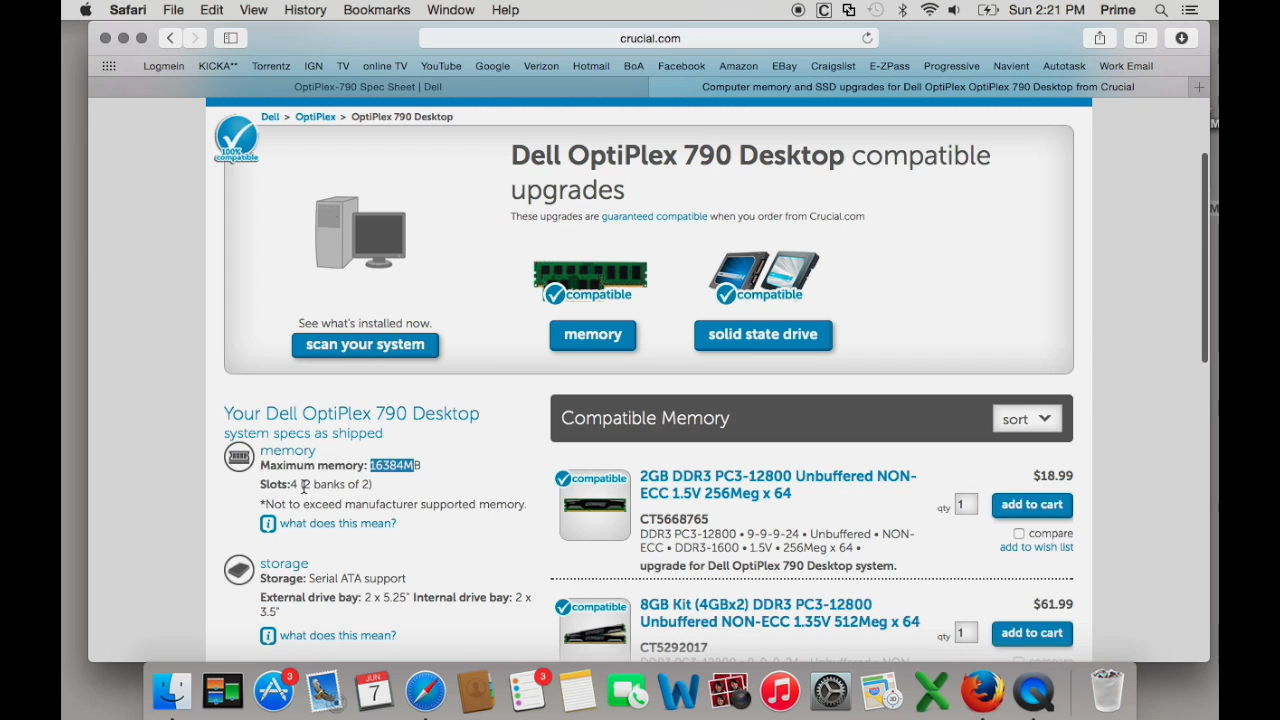 Safari File Edit View History Bookmarks Window Help Sun 2:21 PM Prime
crucial.com
Logmein KICKA** Torrentz IGN TV online TV YouTube Google Verizon Hotmail BoA Facebook Amazon EBay Craigslist E-ZPass Progressive Navient Autotask Work Email
OptiPlex-790 Spec Sheet | Dell
Computer memory and SSD upgrades for Dell OptiPlex OptiPlex 790 Desktop from Crucial
Dell > OptiPlex > OptiPlex 790 Desktop
100%
compatible
Dell OptiPlex 790 Desktop compatible
upgrades
These upgrades are guaranteed compatible when you order from Crucial.com
compatible
compatible
See what's installed now.
scan your system
memory
solid state drive
Your Dell OptiPlex 790 Desktop
system specs as shipped
memory
Maximum memory: 16384MB
Slots:4 (2 banks of 2)
*Not to exceed manufacturer supported memory.
i what does this mean?
storage
Storage: Serial ATA support
External drive bay: 2 x 5.25" Internal drive bay: 2 x
3.5"
i what does this mean?
Compatible Memory
sort
compatible
2GB DDR3 PC3-12800 Unbuffered NON-
ECC 1.5V 256Meg x 64
CT5668765
DDR3 PC3-12800 • 9-9-9-24 • Unbuffered • NON-
ECC • DDR3-1600 • 1.5V • 256Meg x 64 •
upgrade for Dell OptiPlex 790 Desktop system.
$18.99
qty 1 add to cart
compare
add to wish list
compatible
8GB Kit (4GBx2) DDR3 PC3-12800
Unbuffered NON-ECC 1.35V 512Meg x 64
CT5292017
$61.99
qty 1 add to cart
3
JUN
7
3
3D